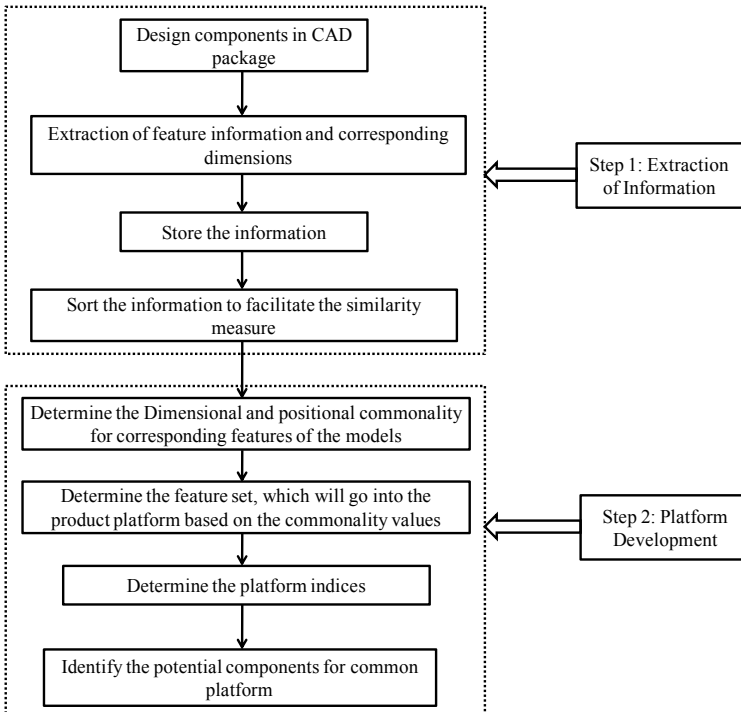 Design components in CAD
package
Extraction of feature information and corresponding
dimensions
Step 1: Extraction
of Information
Store the information
Sort the information to facilitate the similarity
measure
Determine the Dimensional and positional commonality
for corresponding features of the models
Determine the feature set, which will go into the
product platform based on the commonality values
Step 2: Platform
Development
Determine the platform indices
Identify the potential components for common
platform